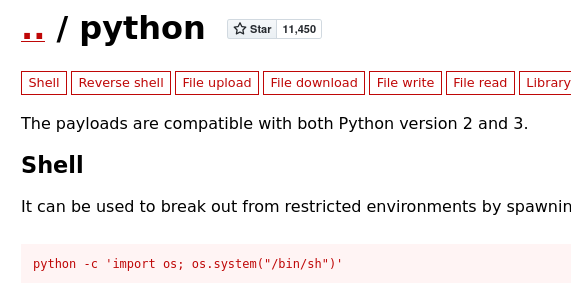 .. / python Star 11,450
Shell Reverse shell File upload File download File write File read Library
The payloads are compatible with both Python version 2 and 3.
Shell
It can be used to break out from restricted environments by spawnin
python -c 'import os; os.system("/bin/sh")'